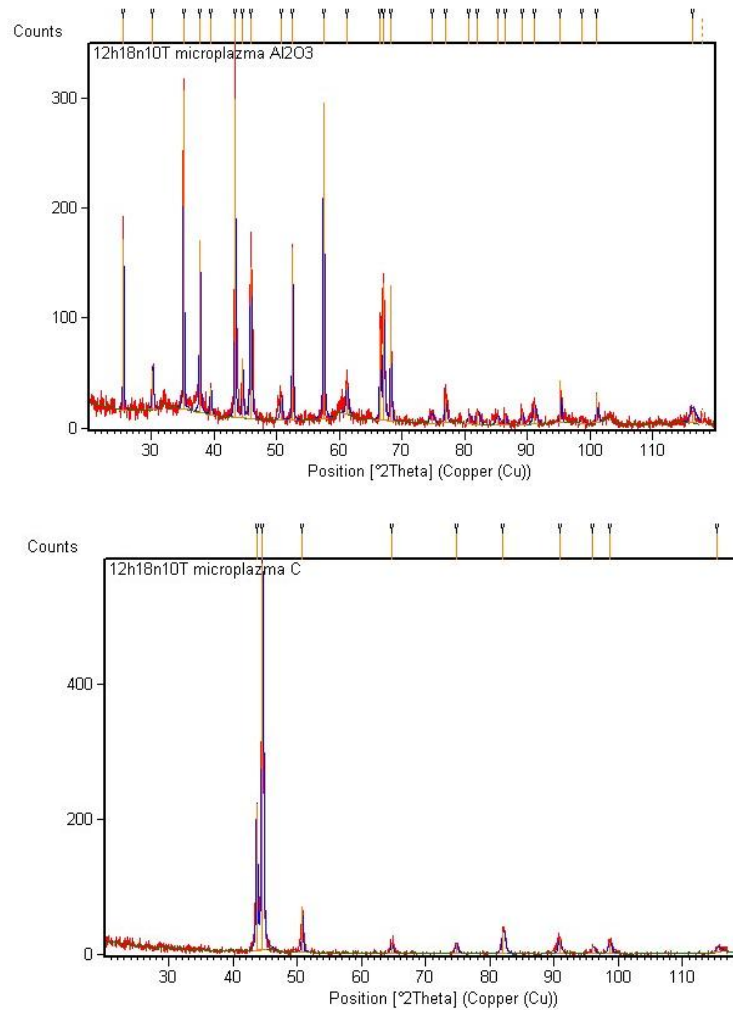 Counts
12h18n10T microplazma Al2O3
300
200
100
0
30 40 50 60 70 80 90 100 110
Position [°2Theta] (Copper (Cu))
Counts
12h18n10T microplazma C
400
200
0
30 40 50 60 70 80 90 100 110
Position [°2Theta] (Copper (Cu))